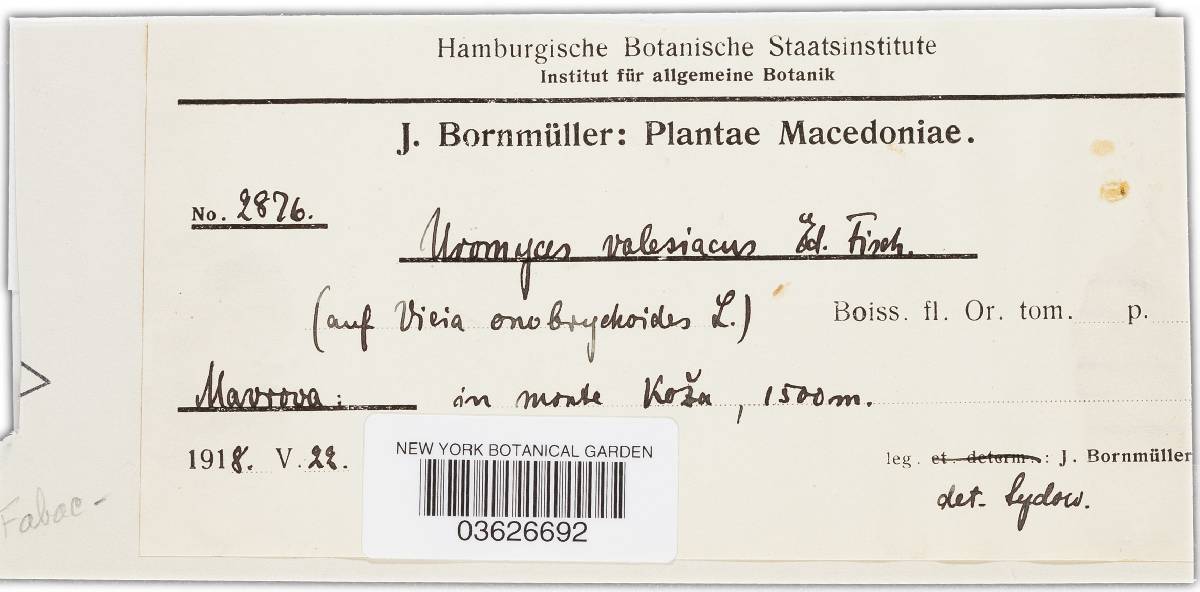 Hamburgische Botanische Staatsinstitute
Institut für allgemeine Botanik
J. Bornmüller: Plantae Macedoniae.
No. 2876.
Uromyces valesiacus Ed. Fisch.
(auf Vicia onobrychoides L.) Boiss. fl. Or. tom. p.
Mavrova: in monte Koža, 1500m.
1918. V. 22.
leg. et determ.: J. Bornmüller
det. Sydow.
NEW YORK BOTANICAL GARDEN
03626692
Fabac-